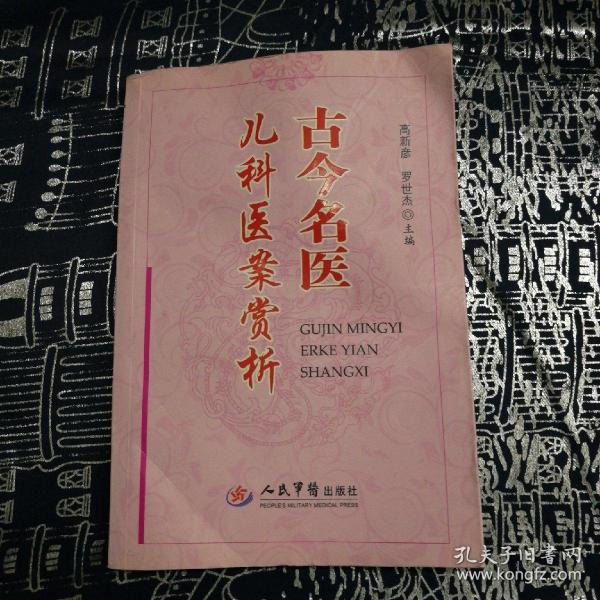 古今名医
儿科医案赏析
高新彦 罗世杰◎主编
GUJIN MINGYI
ERKE YIAN
SHANGXI
人民军医出版社
PEOPLE'S MILITARY MEDICAL PRESS
孔夫子旧书网
www.kongfz.com